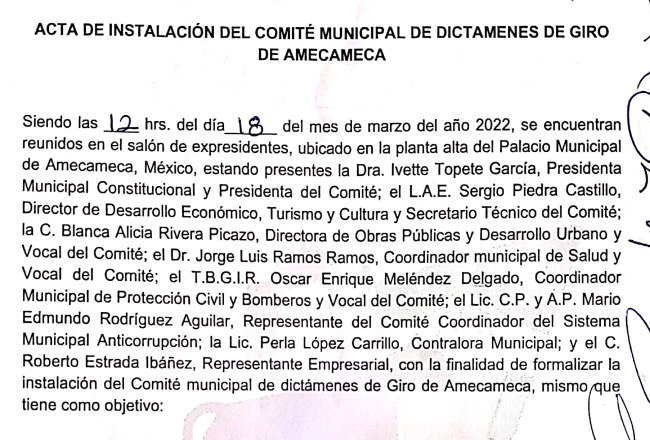 ACTA DE INSTALACIÓN DEL COMITÉ MUNICIPAL DE DICTAMENES DE GIRO
DE AMECAMECA
Siendo las 12 hrs. del día 18 del mes de marzo del año 2022, se encuentran
reunidos en el salón de expresidentes, ubicado en la planta alta del Palacio Municipal
de Amecameca, México, estando presentes la Dra. Ivette Topete García, Presidenta
Municipal Constitucional y Presidenta del Comité; el L.A.E. Sergio Piedra Castillo,
Director de Desarrollo Económico, Turismo y Cultura y Secretario Técnico del Comité;
la C. Blanca Alicia Rivera Picazo, Directora de Obras Públicas y Desarrollo Urbano y
Vocal del Comité; el Dr. Jorge Luis Ramos Ramos, Coordinador municipal de Salud y
Vocal del Comité; el T.B.G.I.R. Oscar Enrique Meléndez Delgado, Coordinador
Municipal de Protección Civil y Bomberos y Vocal del Comité; el Lic. C.P. y A.P. Mario
Edmundo Rodríguez Aguilar, Representante del Comité Coordinador del Sistema
Municipal Anticorrupción; la Lic. Perla López Carrillo, Contralora Municipal; y el C.
Roberto Estrada Ibáñez, Representante Empresarial, con la finalidad de formalizar la
instalación del Comité municipal de dictámenes de Giro de Amecameca, mismo que
tiene como objetivo: